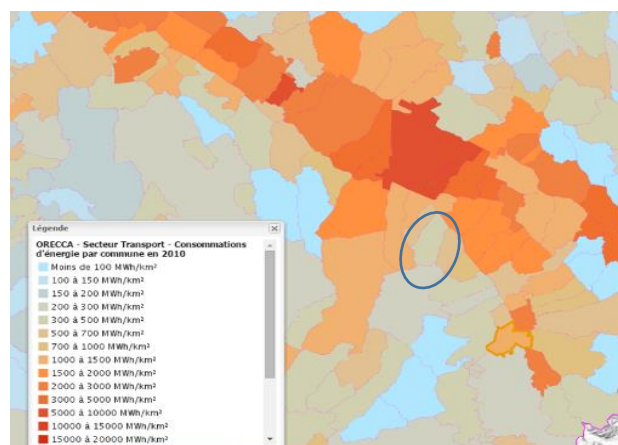 Légende
ORECCA - Secteur Transport - Consommations
d'énergie par commune en 2010
Moins de 100 MWh/km²
100 à 150 MWh/km²
150 à 200 MWh/km²
200 à 300 MWh/km²
300 à 500 MWh/km²
500 à 700 MWh/km²
700 à 1000 MWh/km²
1000 à 1500 MWh/km²
1500 à 2000 MWh/km²
2000 à 3000 MWh/km²
3000 à 5000 MWh/km²
5000 à 10000 MWh/km²
10000 à 15000 MWh/km²
15000 à 20000 MWh/km²